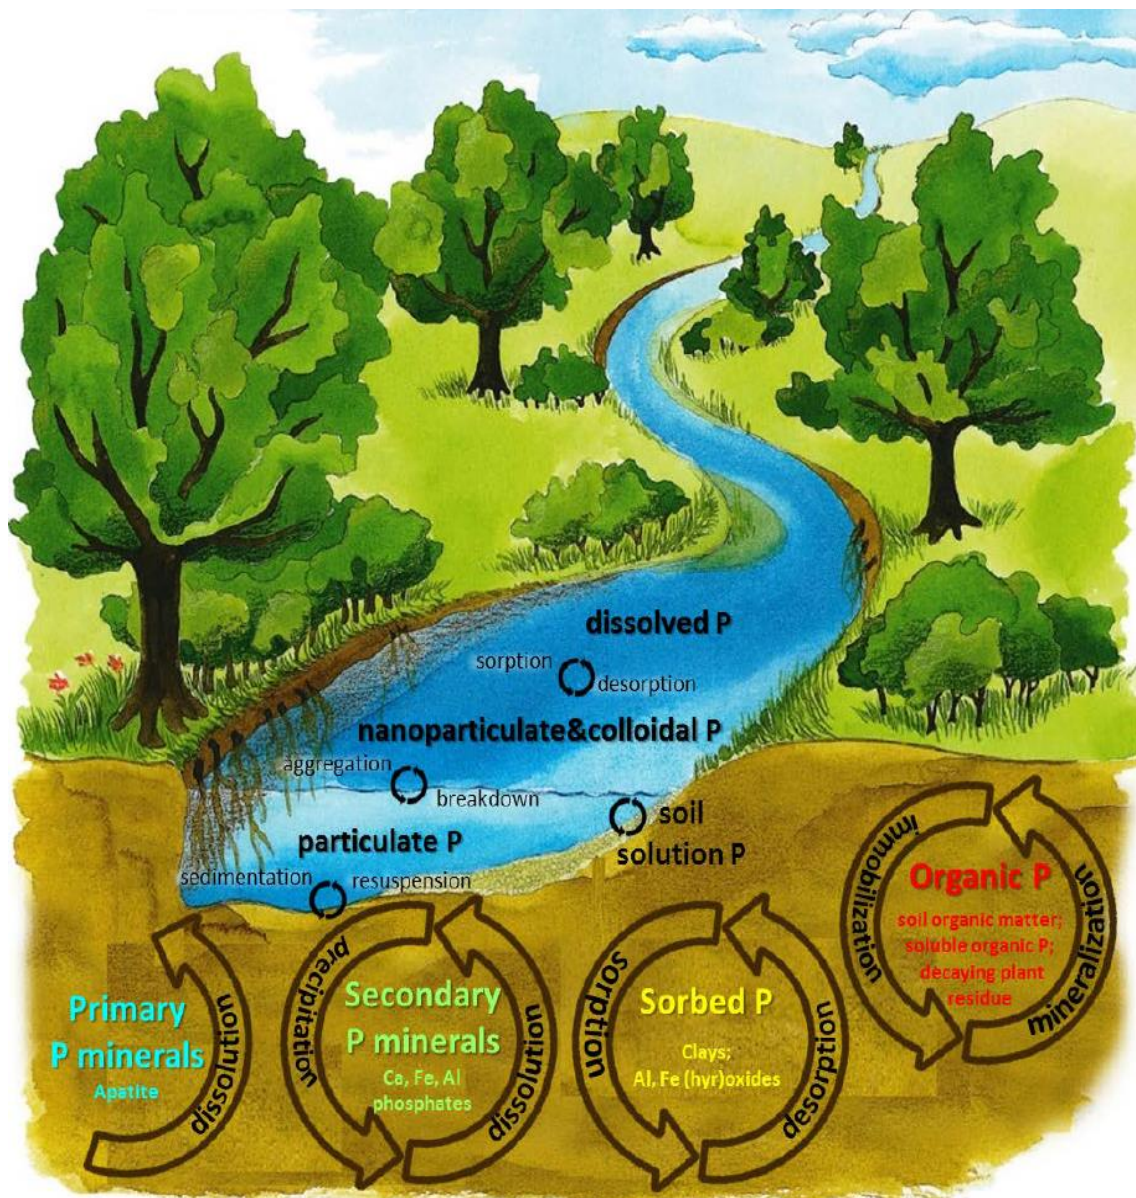 dissolved P
sorption
desorption
nanoparticulate&colloidal P
aggregation
breakdown
particulate P
soil
solution P
sedimentation
resuspension
Primary
P minerals
Apatite
dissolution
precipitation
Secondary
P minerals
Ca, Fe, Al
phosphates
dissolution
sorption
Sorbed P
Clays;
Al, Fe (hyr)oxides
desorption
immobilization
Organic P
soil organic matter;
soluble organic P;
decaying plant
residue
mineralization